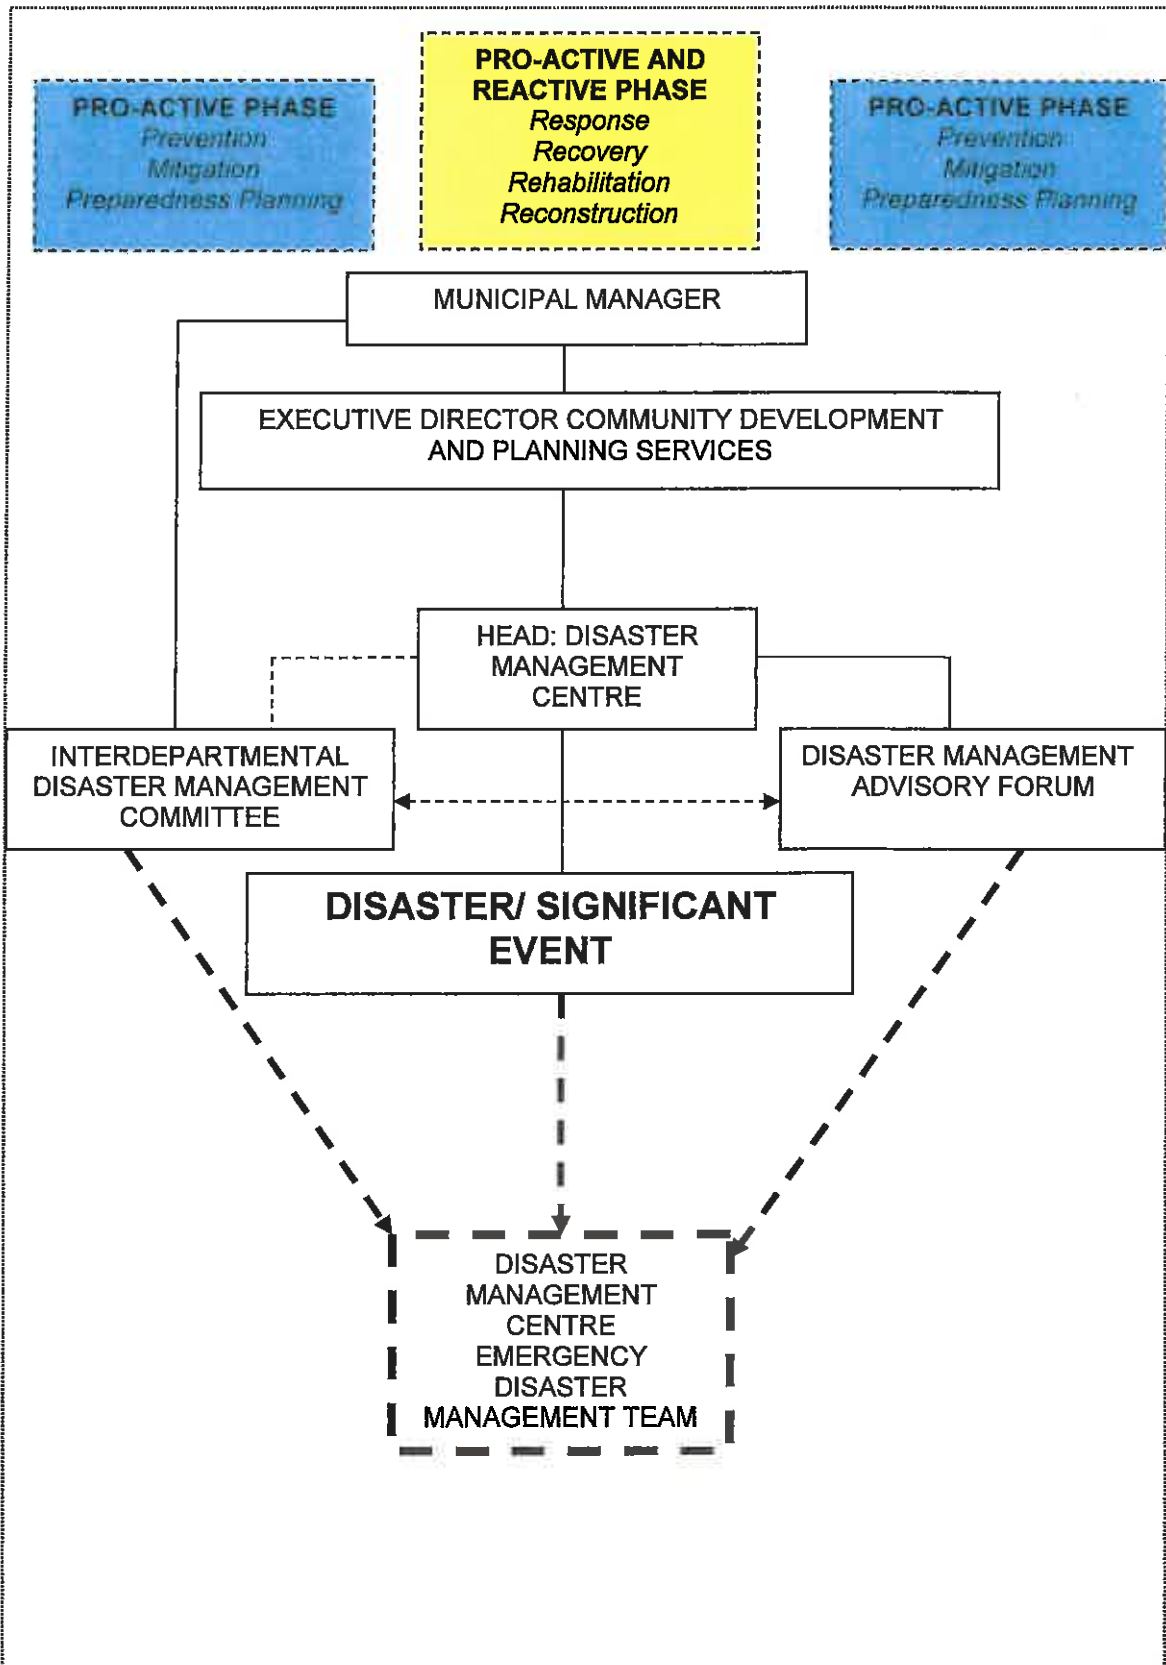 PRO-ACTIVE AND
REACTIVE PHASE
Response
Recovery
Rehabilitation
Reconstruction
PRO-ACTIVE PHASE
Prevention
Mitigation
Preparedness Planning
PRO-ACTIVE PHASE
Prevention
Mitigation
Preparedness Planning
MUNICIPAL MANAGER
EXECUTIVE DIRECTOR COMMUNITY DEVELOPMENT
AND PLANNING SERVICES
HEAD: DISASTER
MANAGEMENT
CENTRE
INTERDEPARTMENTAL
DISASTER MANAGEMENT
COMMITTEE
DISASTER MANAGEMENT
ADVISORY FORUM
DISASTER/ SIGNIFICANT
EVENT
DISASTER
MANAGEMENT
CENTRE
EMERGENCY
DISASTER
MANAGEMENT TEAM